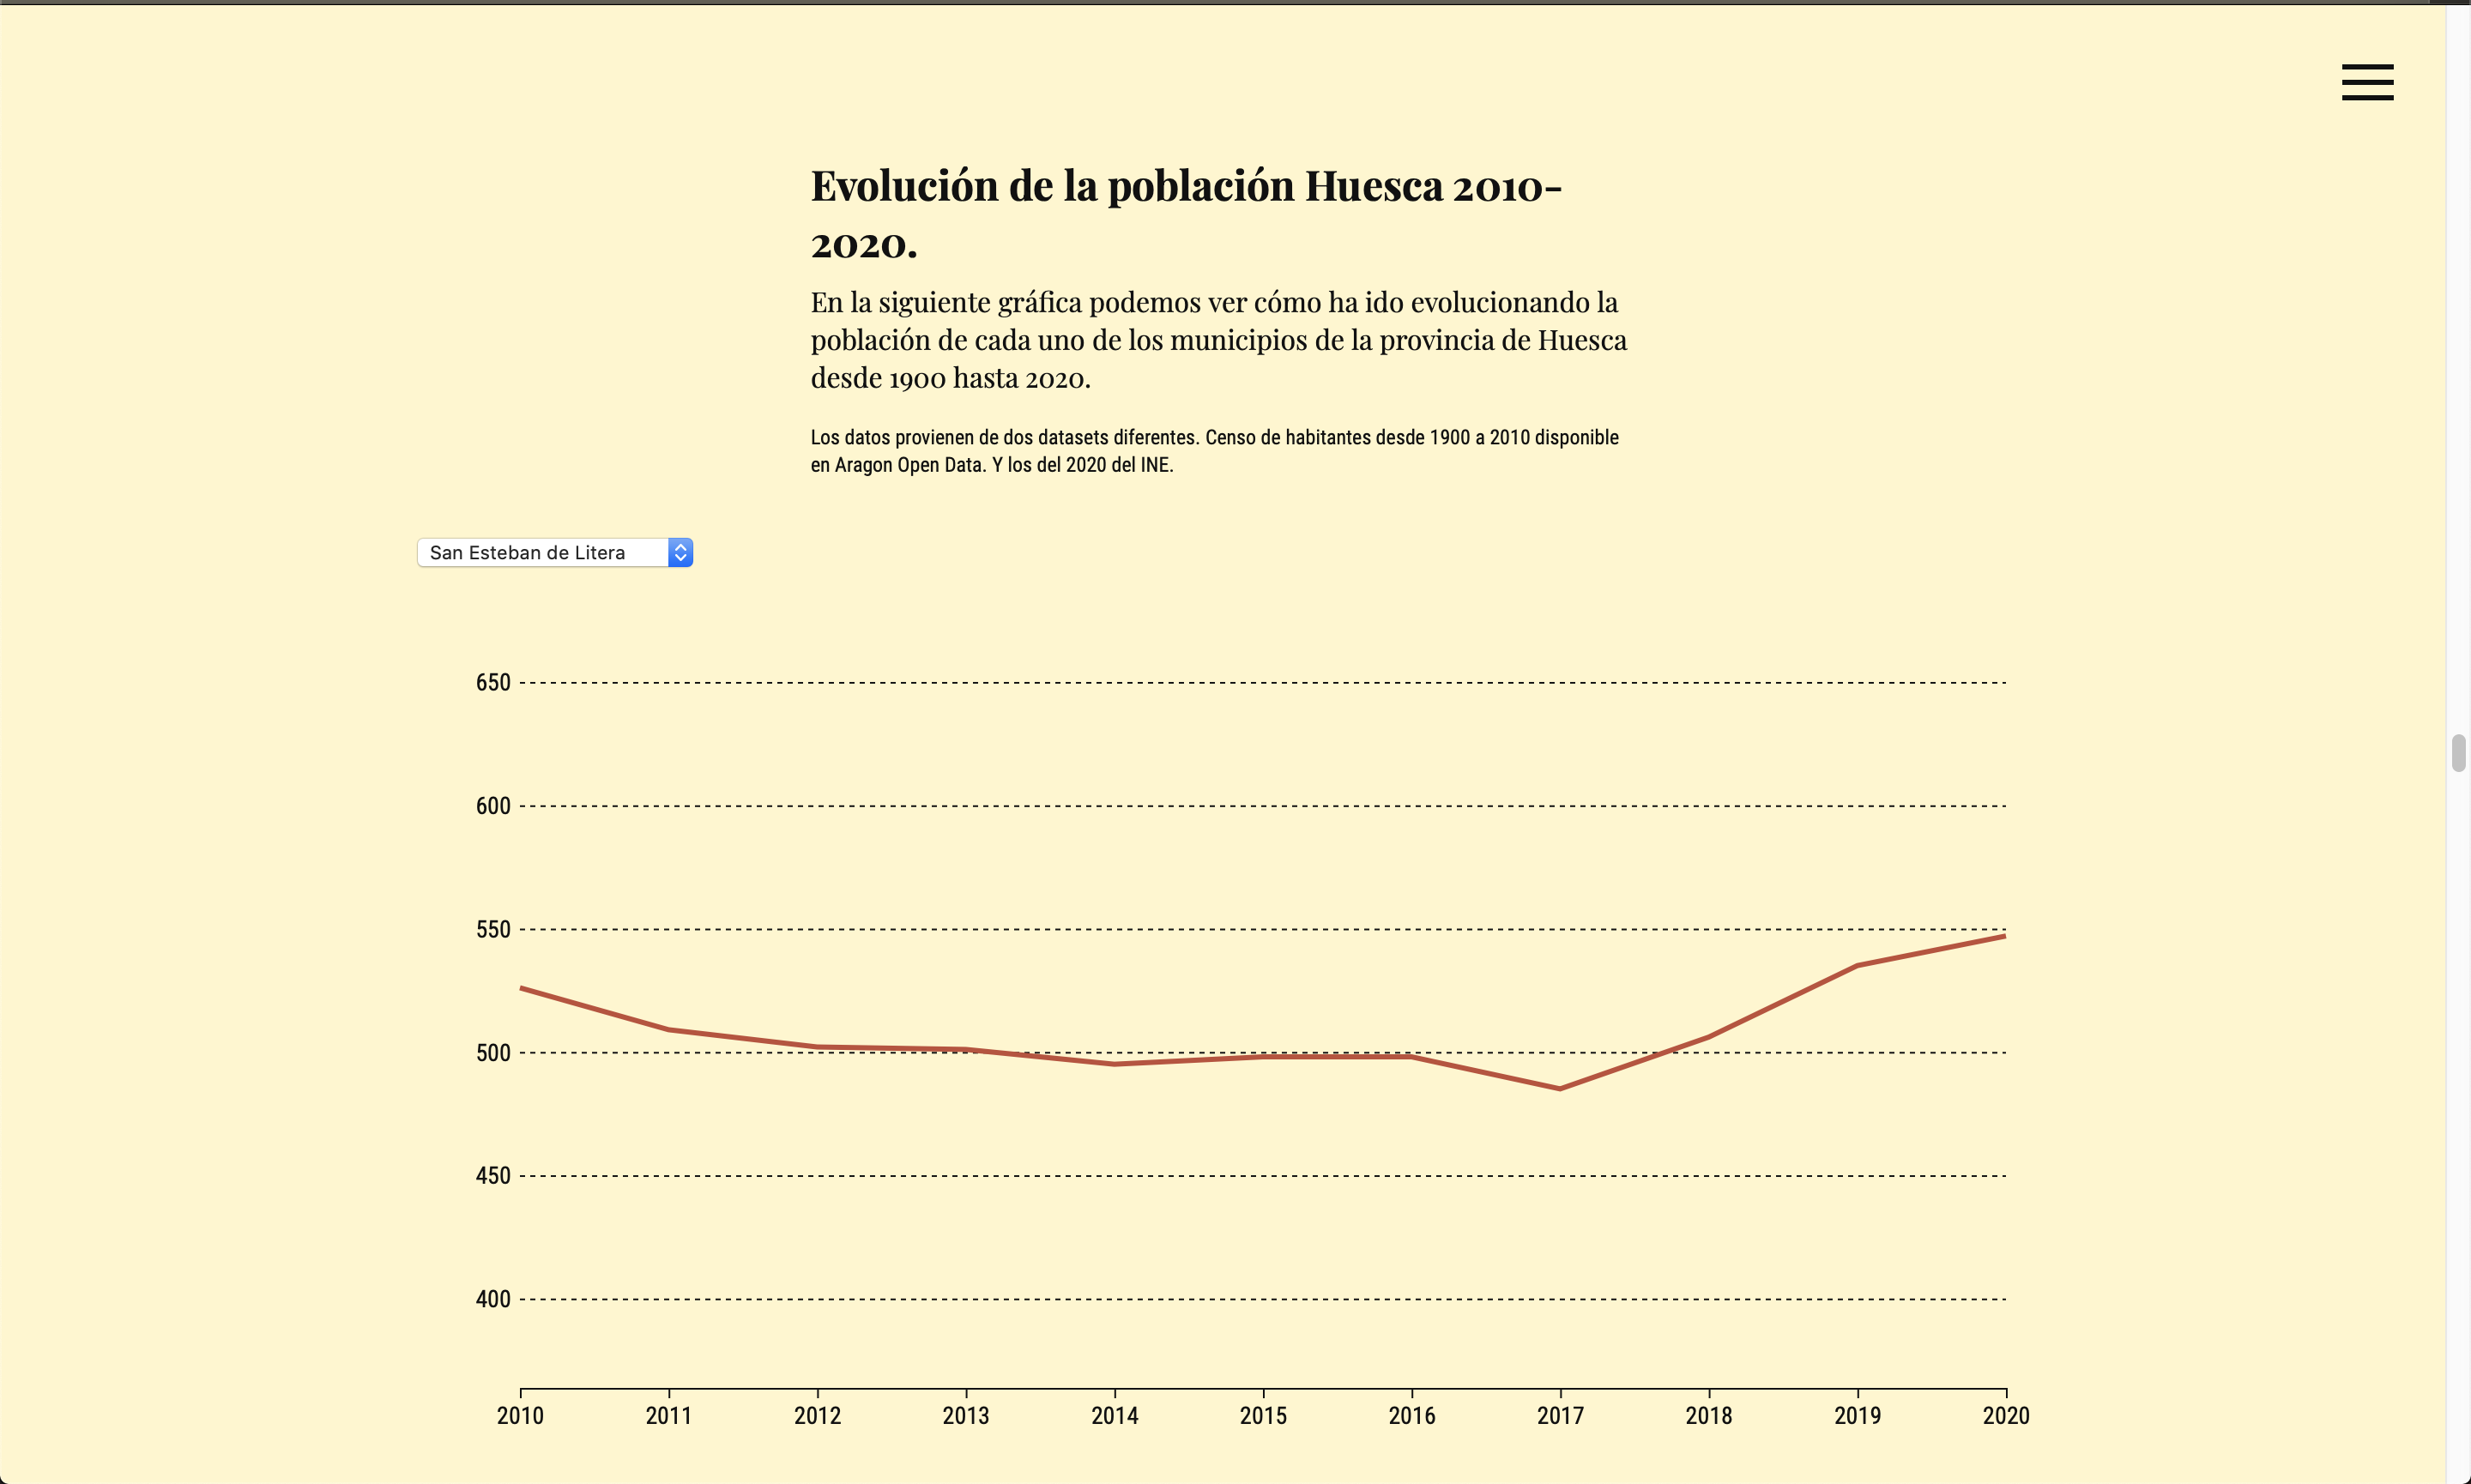 Evolución de la población Huesca 2010-
2020.
En la siguiente gráfica podemos ver cómo ha ido evolucionando la
población de cada uno de los municipios de la provincia de Huesca
desde 1900 hasta 2020.
Los datos provienen de dos datasets diferentes. Censo de habitantes desde 1900 a 2010 disponible
en Aragon Open Data. Y los del 2020 del INE.
San Esteban de Litera
650
600
550
500
450
400
2010 2011 2012 2013 2014 2015 2016 2017 2018 2019 2020